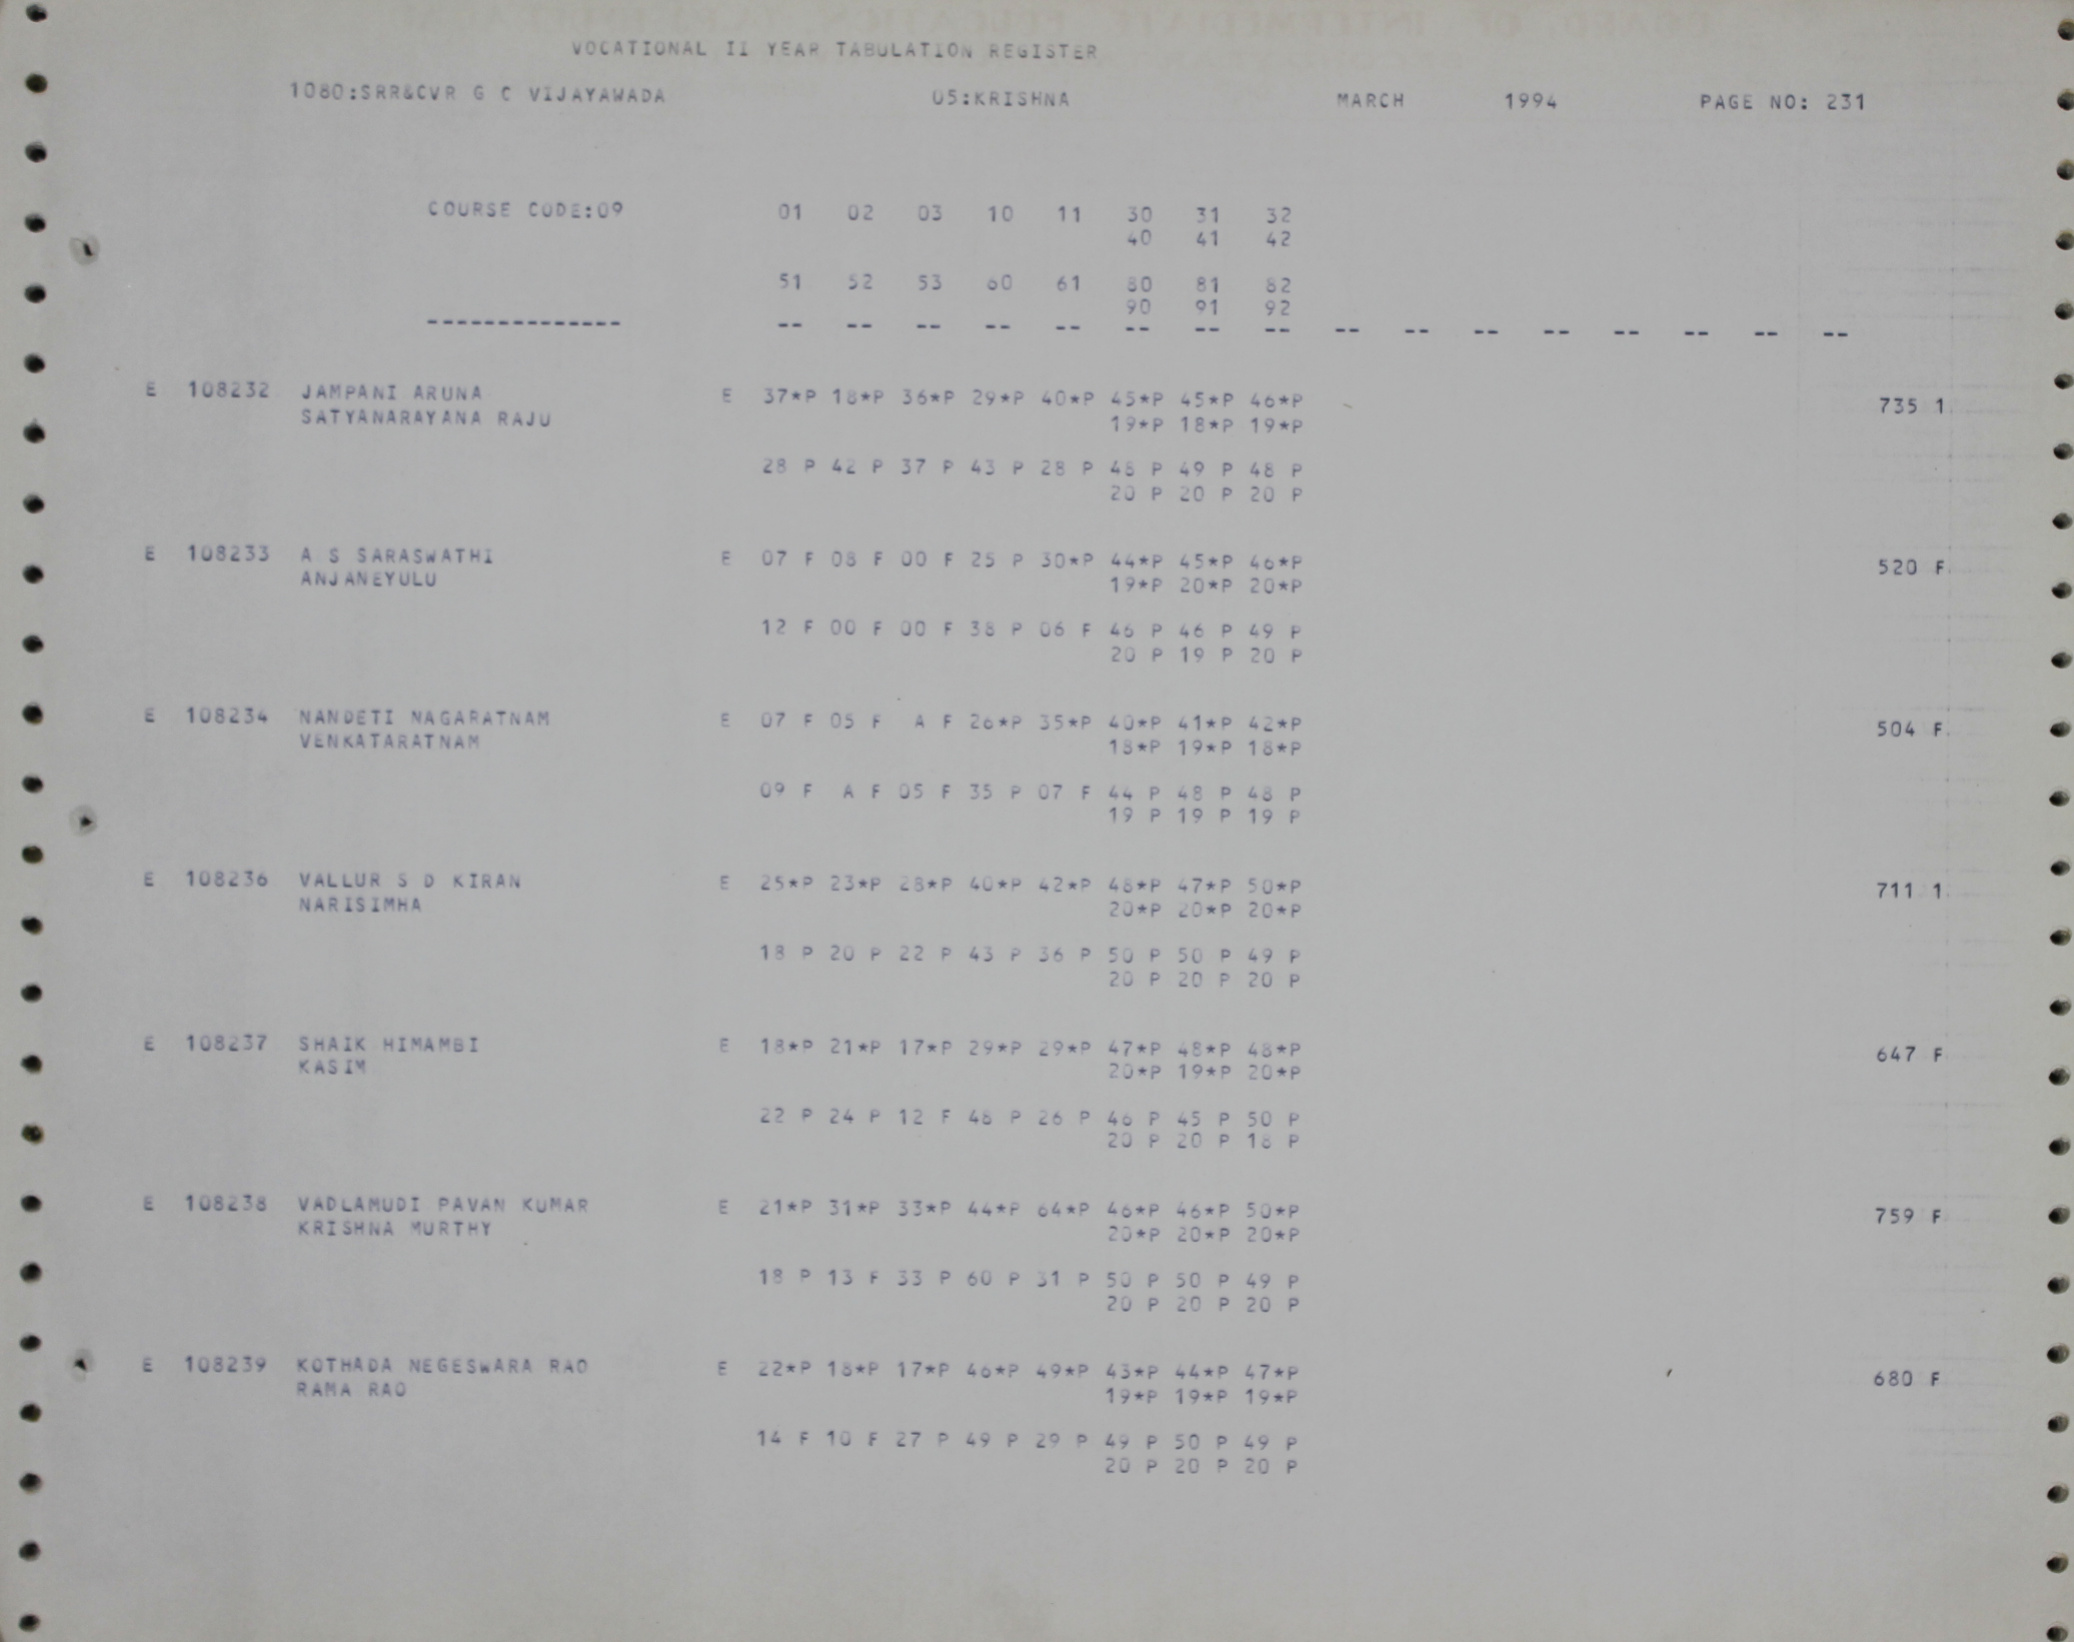 VOCATIONAL II YEAR TABULATION REGISTER
1080:SRR&CVR G C VIJAYAWADA 05:KRISHNA MARCH 1994 PAGE NO: 231
COURSE CODE:09 01 02 03 10 11 30 31 32
40 41 42
51 52 53 60 61 80 81 82
90 91 92
-------------- -- -- -- -- -- -- -- -- -- -- -- -- -- -- -- --
E 108232 JAMPANI ARUNA E 37*P 18*P 36*P 29*P 40*P 45*P 45*P 46*P 735 1
SATYANARAYANA RAJU 19*P 18*P 19*P
28 P 42 P 37 P 43 P 28 P 48 P 49 P 48 P
20 P 20 P 20 P
E 108233 A S SARASWATHI E 07 F 08 F 00 F 25 P 30*P 44*P 45*P 46*P 520 F
ANJANEYULU 19*P 20*P 20*P
12 F 00 F 00 F 38 P 06 F 46 P 46 P 49 P
20 P 19 P 20 P
E 108234 NANDETI NAGARATNAM E 07 F 05 F A F 26*P 35*P 40*P 41*P 42*P 504 F
VENKATARATNAM 18*P 19*P 18*P
09 F A F 05 F 35 P 07 F 44 P 48 P 48 P
19 P 19 P 19 P
E 108236 VALLUR S D KIRAN E 25*P 23*P 28*P 40*P 42*P 48*P 47*P 50*P 711 1
NARISIMHA 20*P 20*P 20*P
18 P 20 P 22 P 43 P 36 P 50 P 50 P 49 P
20 P 20 P 20 P
E 108237 SHAIK HIMAMBI E 18*P 21*P 17*P 29*P 29*P 47*P 48*P 48*P 647 F
KASIM 20*P 19*P 20*P
22 P 24 P 12 F 48 P 26 P 46 P 45 P 50 P
20 P 20 P 18 P
E 108238 VADLAMUDI PAVAN KUMAR E 21*P 31*P 33*P 44*P 64*P 46*P 46*P 50*P 759 F
KRISHNA MURTHY 20*P 20*P 20*P
18 P 13 F 33 P 60 P 31 P 50 P 50 P 49 P
20 P 20 P 20 P
E 108239 KOTHADA NEGESWARA RAO E 22*P 18*P 17*P 46*P 49*P 43*P 44*P 47*P 680 F
RAMA RAO 19*P 19*P 19*P
14 F 10 F 27 P 49 P 29 P 49 P 50 P 49 P
20 P 20 P 20 P